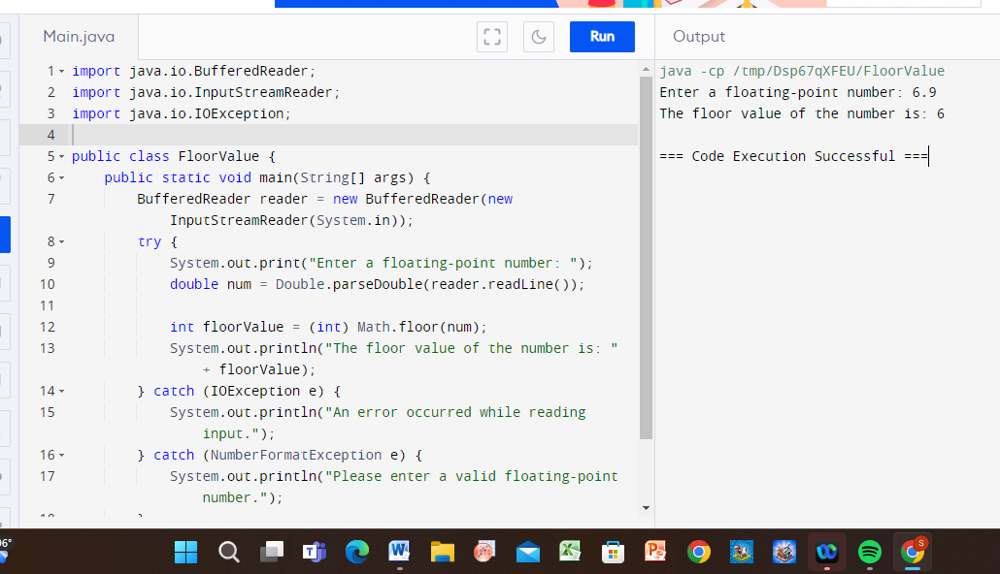 Main.java
Run
Output
1 import java.io.BufferedReader;
2 import java.io.InputStreamReader;
3 import java.io.IOException;
4
5 public class FloorValue {
6 public static void main(String[] args) {
7 BufferedReader reader = new BufferedReader(new
InputStreamReader(System.in));
8 try {
9 System.out.print("Enter a floating-point number: ");
10 double num = Double.parseDouble(reader.readLine());
11
12 int floorValue = (int) Math.floor(num);
13 System.out.println("The floor value of the number is: "
+ floorValue);
14 } catch (IOException e) {
15 System.out.println("An error occurred while reading
input.");
16 } catch (NumberFormatException e) {
17 System.out.println("Please enter a valid floating-point
number.");
java -cp /tmp/Dsp67qXFEU/FloorValue
Enter a floating-point number: 6.9
The floor value of the number is: 6
=== Code Execution Successful ===